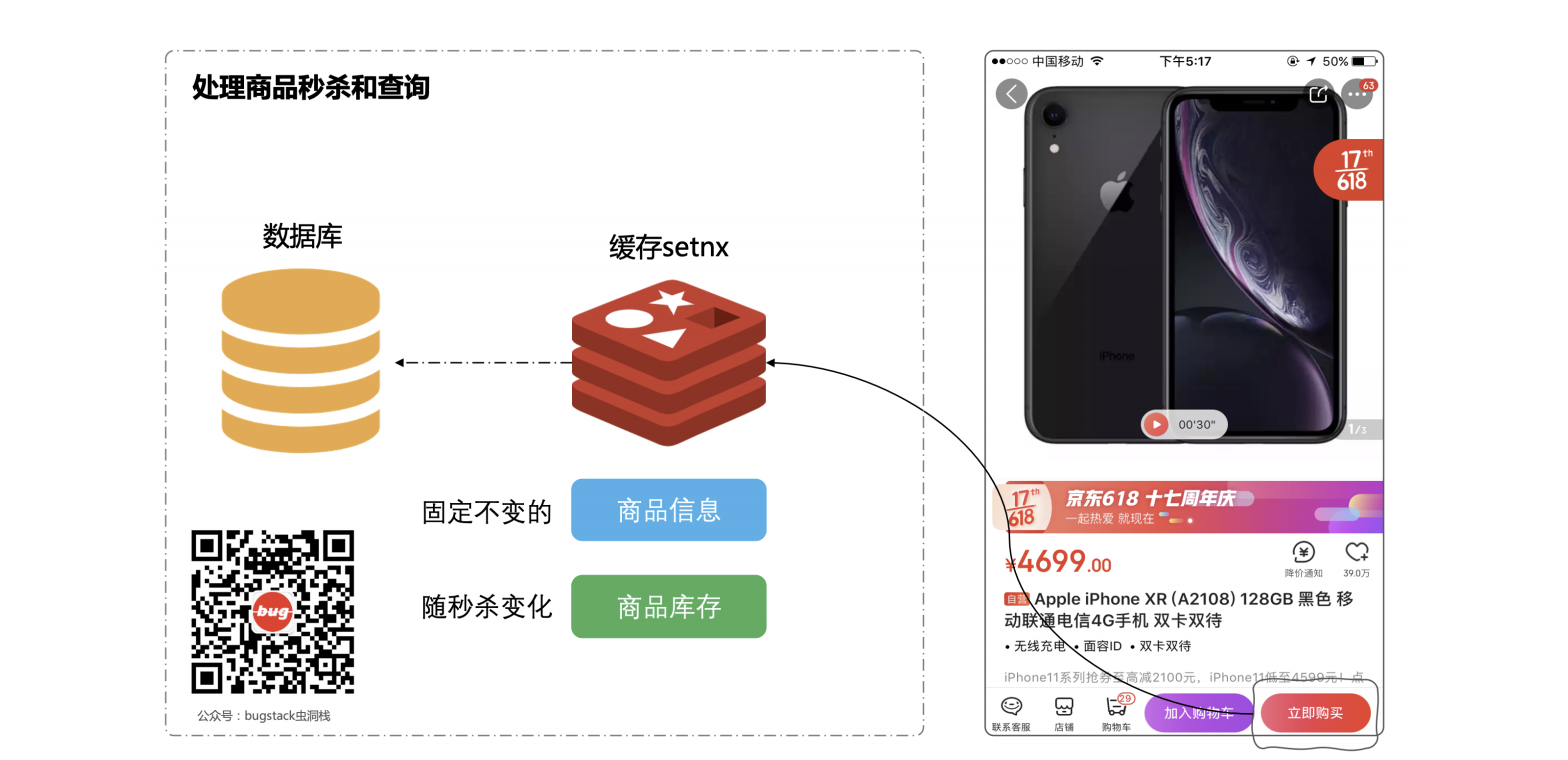 处理商品秒杀和查询
数据库
缓存setnx
固定不变的
商品信息
随秒杀变化
商品库存
bug
公众号：bugstack虫洞栈
中国移动
下午5:17
50%
63
17th
618
iPhone
00'30"
1/3
17th
618
京东618 十七周年庆
一起热爱 就现在
¥4699.00
降价通知
39.0万
自营 Apple iPhone XR (A2108) 128GB 黑色 移
动联通电信4G手机 双卡双待
• 无线充电 • 面容ID • 双卡双待
iPhone11系列抢券至高减2100元，iPhone11低至4599元！点
联系客服
店铺
29
购物车
加入购物车
立即购买